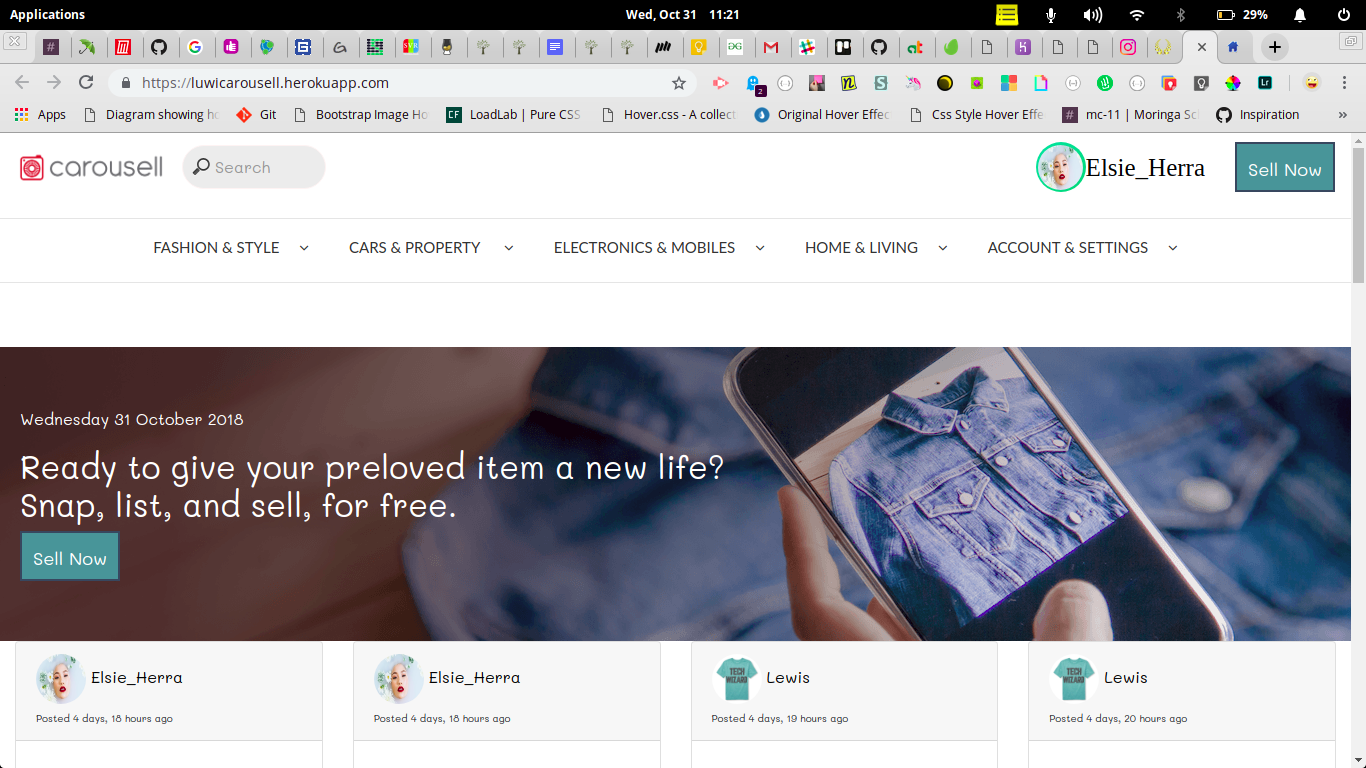 Applications
Wed, Oct 31 11:21
29%
https://luwicarousell.herokuapp.com
2
Apps
Diagram showing
Git
Bootstrap Image
LoadLab | Pure CSS
Hover.css - A collect
Original Hover
Css Style Hover
mc-11 | Moringa
Inspiration
carousell
Search
Elsie_Herra
Sell Now
FASHION & STYLE
CARS & PROPERTY
ELECTRONICS & MOBILES
HOME & LIVING
ACCOUNT & SETTINGS
Wednesday 31 October 2018
Ready to give your preloved item a new life?
Snap, list, and sell, for free.
Sell Now
Elsie_Herra
Posted 4 days, 18 hours ago
Elsie_Herra
Posted 4 days, 18 hours ago
TECH
WIZARD
Lewis
Posted 4 days, 19 hours ago
TECH
WIZARD
Lewis
Posted 4 days, 20 hours ago